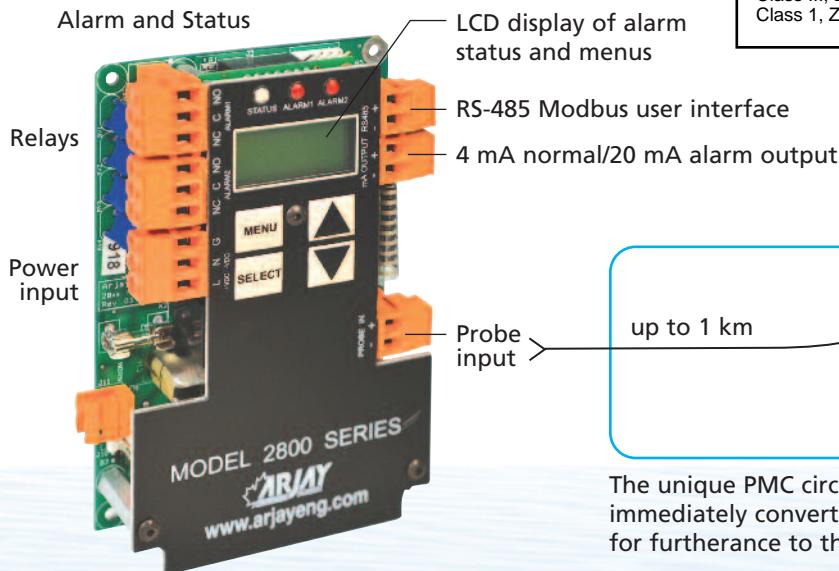 Alarm and Status
Class 1, Z
LCD display of alarm
status and menus
RS-485 Modbus user interface
4 mA normal/20 mA alarm output
Relays
Power
input
Probe
input
up to 1 km
The unique PMC circ
immediately convert
for furtherance to th
STATUS ALARM1 ALARM2
NC C NO
ALARM1
NC C NO
ALARM2
L N G
+VDC -VDC
RS485
+
-
mA OUTPUT
+
-
PROBE IN
+
-
MENU
SELECT
918
MODEL 2800 SERIES
ARJAY
www.arjayeng.com